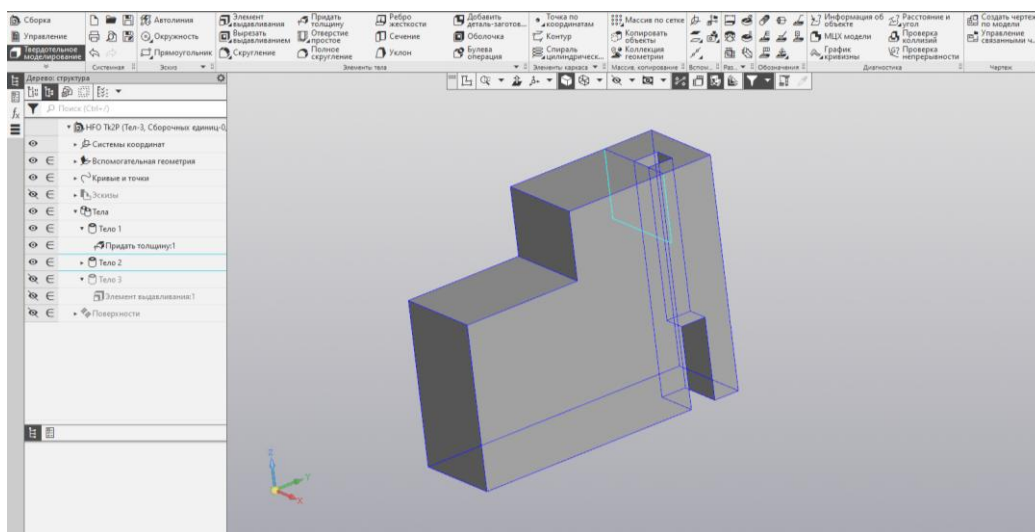 Сборка
Управление
Твердотельное
моделирование
Системная
Автолиния
Окружность
Прямоугольник
Эскиз
Элемент
выдавливания
Вырезать
выдавливанием
Скругление
Придать
толщину
Отверстие
простое
Полное
скругление
Ребро
жесткости
Сечение
Уклон
Добавить
деталь-заготов...
Оболочка
Булева
операция
Элементы тела
Точка по
координатам
Контур
Спираль
цилиндрическ...
Элементы каркаса
Массив по сетке
Копировать
объекты
Коллекция
геометрии
Массив, копирование
Вспом...
Раз...
Обозначения
Информация об
объекте
МЦХ модели
График
кривизны
Расстояние и
угол
Проверка
коллизий
Проверка
непрерывности
Диагностика
Создать чертеж
по модели
Управление
связанными ч...
Чертеж
Дерево: структура
Поиск (Ctrl+/)
HFO Tk2P (Тел-3, Сборочных единиц-0,
Системы координат
Вспомогательная геометрия
Кривые и точки
Эскизы
Тела
Тело 1
Придать толщину:1
Тело 2
Тело 3
Элемент выдавливания:1
Поверхности
Z
Y
X